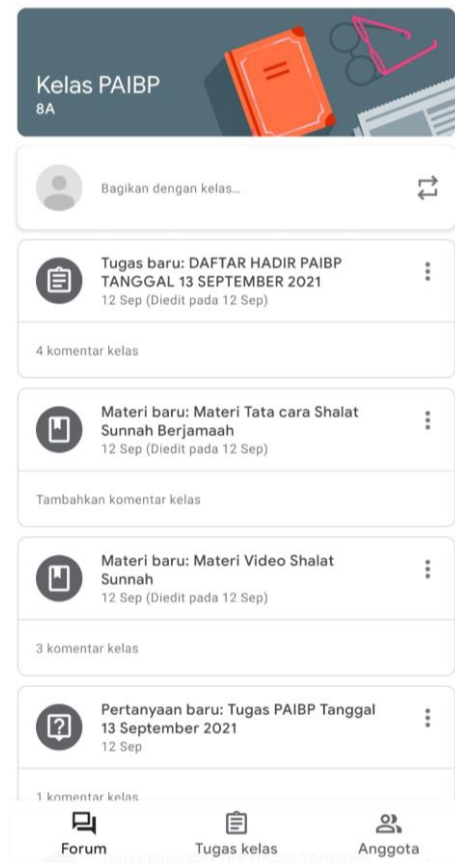 Kelas PAIBP
8A
Bagikan dengan kelas...
Tugas baru: DAFTAR HADIR PAIBP
TANGGAL 13 SEPTEMBER 2021
12 Sep (Diedit pada 12 Sep)
4 komentar kelas
Materi baru: Materi Tata cara Shalat
Sunnah Berjamaah
12 Sep (Diedit pada 12 Sep)
Tambahkan komentar kelas
Materi baru: Materi Video Shalat
Sunnah
12 Sep (Diedit pada 12 Sep)
3 komentar kelas
Pertanyaan baru: Tugas PAIBP Tanggal
13 September 2021
12 Sep
1 komentar kelas
Forum
Tugas kelas
Anggota